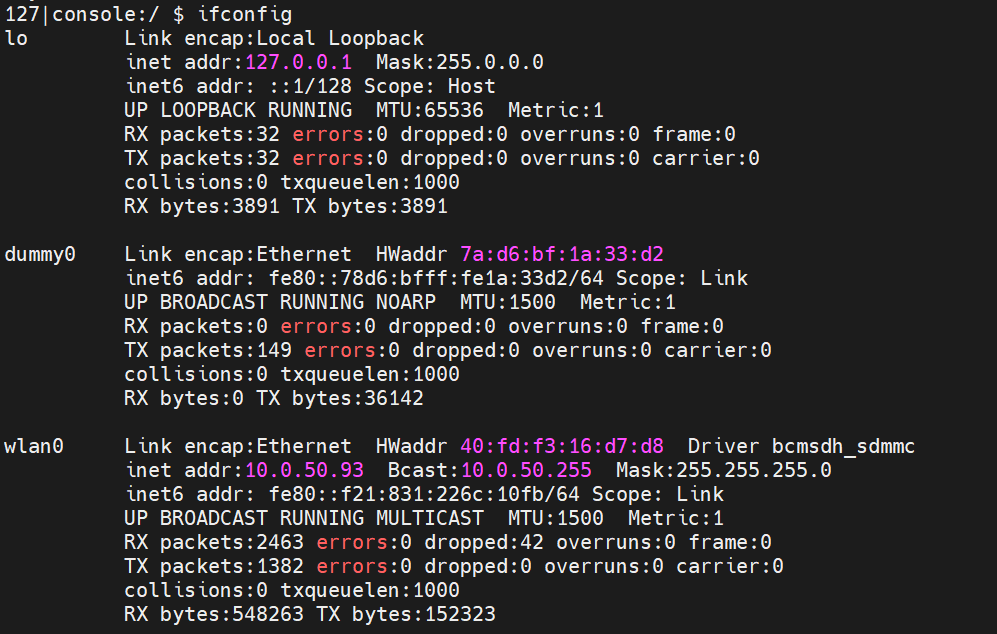 127|console:/ $ ifconfig
lo        Link encap:Local Loopback
          inet addr:127.0.0.1  Mask:255.0.0.0
          inet6 addr: ::1/128 Scope: Host
          UP LOOPBACK RUNNING  MTU:65536  Metric:1
          RX packets:32 errors:0 dropped:0 overruns:0 frame:0
          TX packets:32 errors:0 dropped:0 overruns:0 carrier:0
          collisions:0 txqueuelen:1000
          RX bytes:3891 TX bytes:3891

dummy0    Link encap:Ethernet  HWaddr 7a:d6:bf:1a:33:d2
          inet6 addr: fe80::78d6:bfff:fe1a:33d2/64 Scope: Link
          UP BROADCAST RUNNING NOARP  MTU:1500  Metric:1
          RX packets:0 errors:0 dropped:0 overruns:0 frame:0
          TX packets:149 errors:0 dropped:0 overruns:0 carrier:0
          collisions:0 txqueuelen:1000
          RX bytes:0 TX bytes:36142

wlan0     Link encap:Ethernet  HWaddr 40:fd:f3:16:d7:d8  Driver bcmsdh_sdmmc
          inet addr:10.0.50.93  Bcast:10.0.50.255  Mask:255.255.255.0
          inet6 addr: fe80::f21:831:226c:10fb/64 Scope: Link
          UP BROADCAST RUNNING MULTICAST  MTU:1500  Metric:1
          RX packets:2463 errors:0 dropped:42 overruns:0 frame:0
          TX packets:1382 errors:0 dropped:0 overruns:0 carrier:0
          collisions:0 txqueuelen:1000
          RX bytes:548263 TX bytes:152323